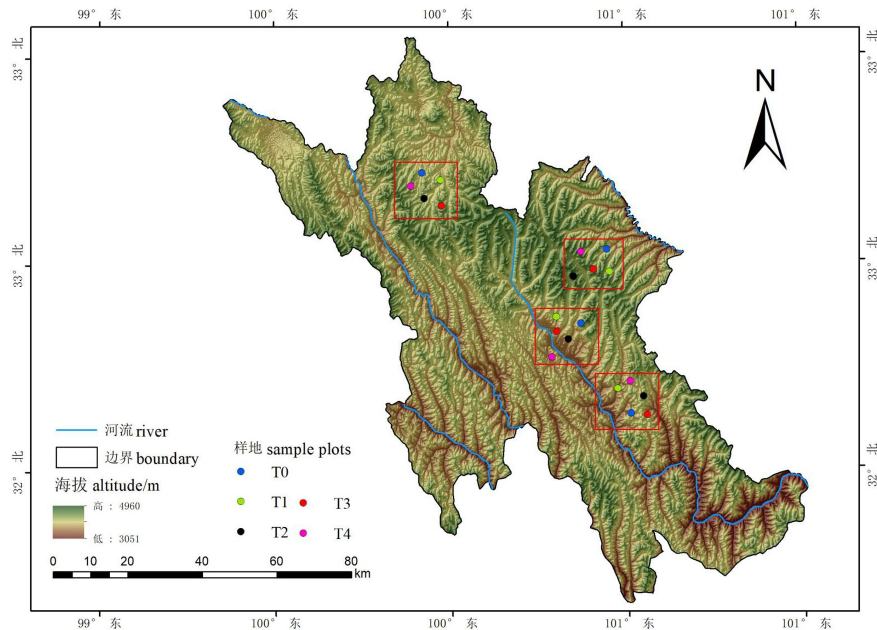 99° 东 100° 东 100° 东 101° 东 101° 东
33° 北 33° 北
N
33° 北 33° 北
河流 river
边界 boundary
海拔 altitude/m
高 : 4960
低 : 3051
样地 sample plots
T0
T1 T3
T2 T4
32° 北 32° 北
0 10 20 40 60 80
km
99° 东 100° 东 100° 东 101° 东 101° 东